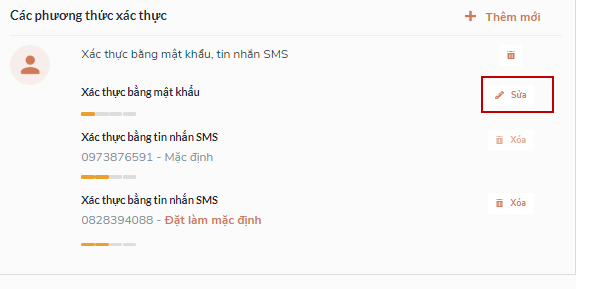 Các phương thức xác thực
Thêm mới
Xác thực bằng mật khẩu, tin nhắn SMS
Xác thực bằng mật khẩu
Sửa
Xác thực bằng tin nhắn SMS
Xóa
0973876591 - Mặc định
Xác thực bằng tin nhắn SMS
Xóa
0828394088 - Đặt làm mặc định